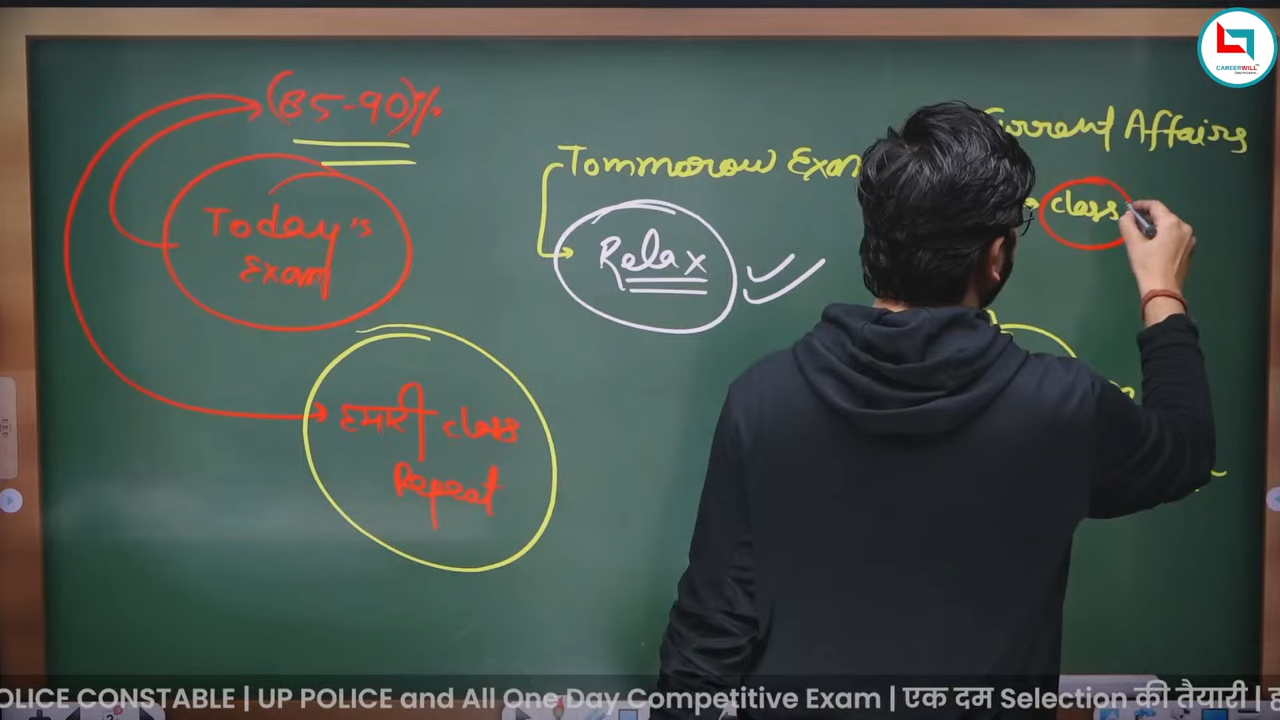 (85-90)%
Today's
Exam
हमारी class
Repeat
Tommorow Exam
Relax
Current Affairs
class
CAREERWILL
OLICE CONSTABLE | UP POLICE and All One Day Competitive Exam | एक दम Selection की तैयारी |